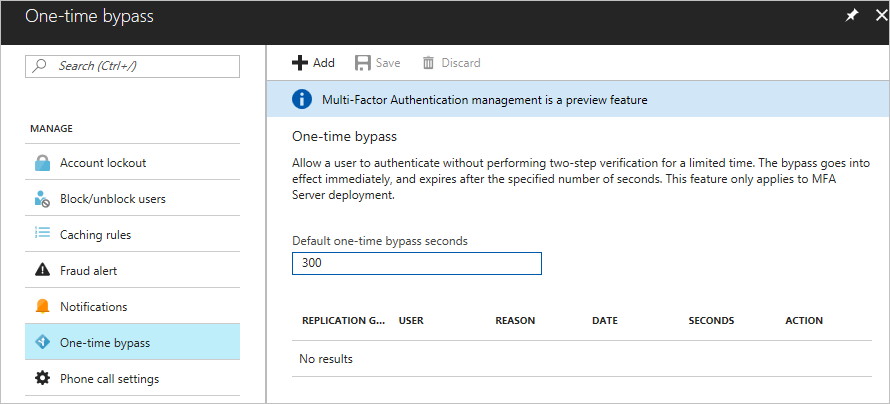 One-time bypass
Search (Ctrl+/)
MANAGE
Account lockout
Block/unblock users
Caching rules
Fraud alert
Notifications
One-time bypass
Phone call settings
Add Save Discard
Multi-Factor Authentication management is a preview feature
One-time bypass
Allow a user to authenticate without performing two-step verification for a limited time. The bypass goes into
effect immediately, and expires after the specified number of seconds. This feature only applies to MFA
Server deployment.
Default one-time bypass seconds
300
REPLICATION G... USER REASON DATE SECONDS ACTION
No results